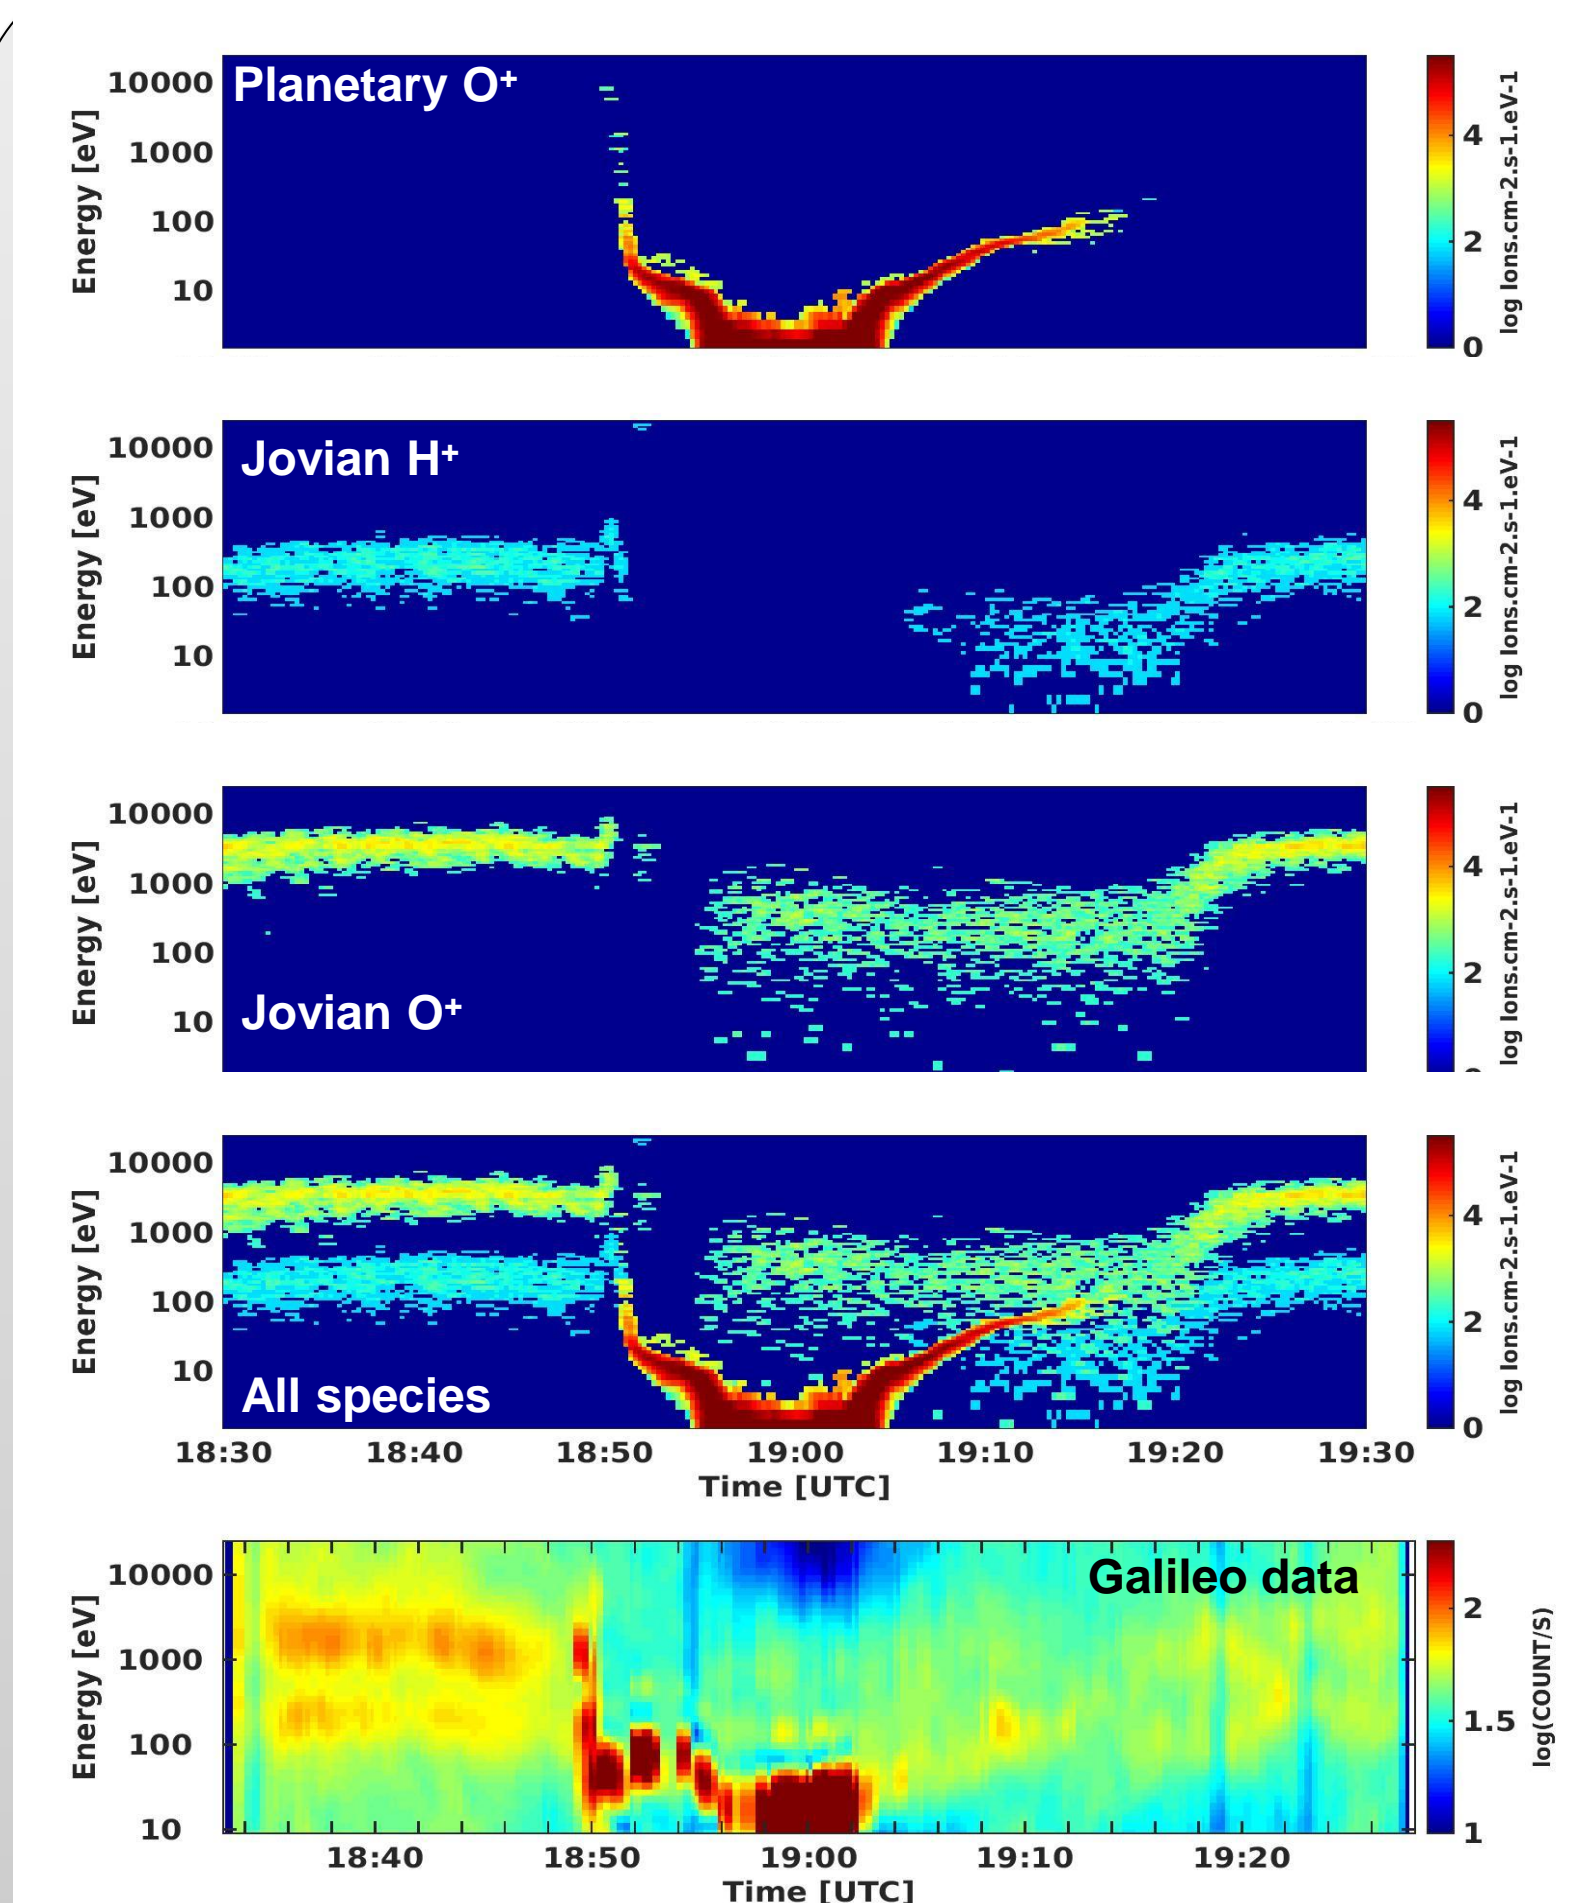 Planetary O+
10000
1000
100
10
Energy [eV]
4
2
0
log Ions.cm-2.s-1.eV-1
Jovian H+
10000
1000
100
10
Energy [eV]
4
2
0
log Ions.cm-2.s-1.eV-1
Jovian O+
10000
1000
100
10
Energy [eV]
4
2
log Ions.cm-2.s-1.eV-1
All species
10000
1000
100
10
Energy [eV]
4
2
0
log Ions.cm-2.s-1.eV-1
18:30 18:40 18:50 19:00 19:10 19:20 19:30
Time [UTC]
Galileo data
10000
1000
100
10
Energy [eV]
2
1.5
1
log(COUNT/S)
18:40 18:50 19:00 19:10 19:20
Time [UTC]